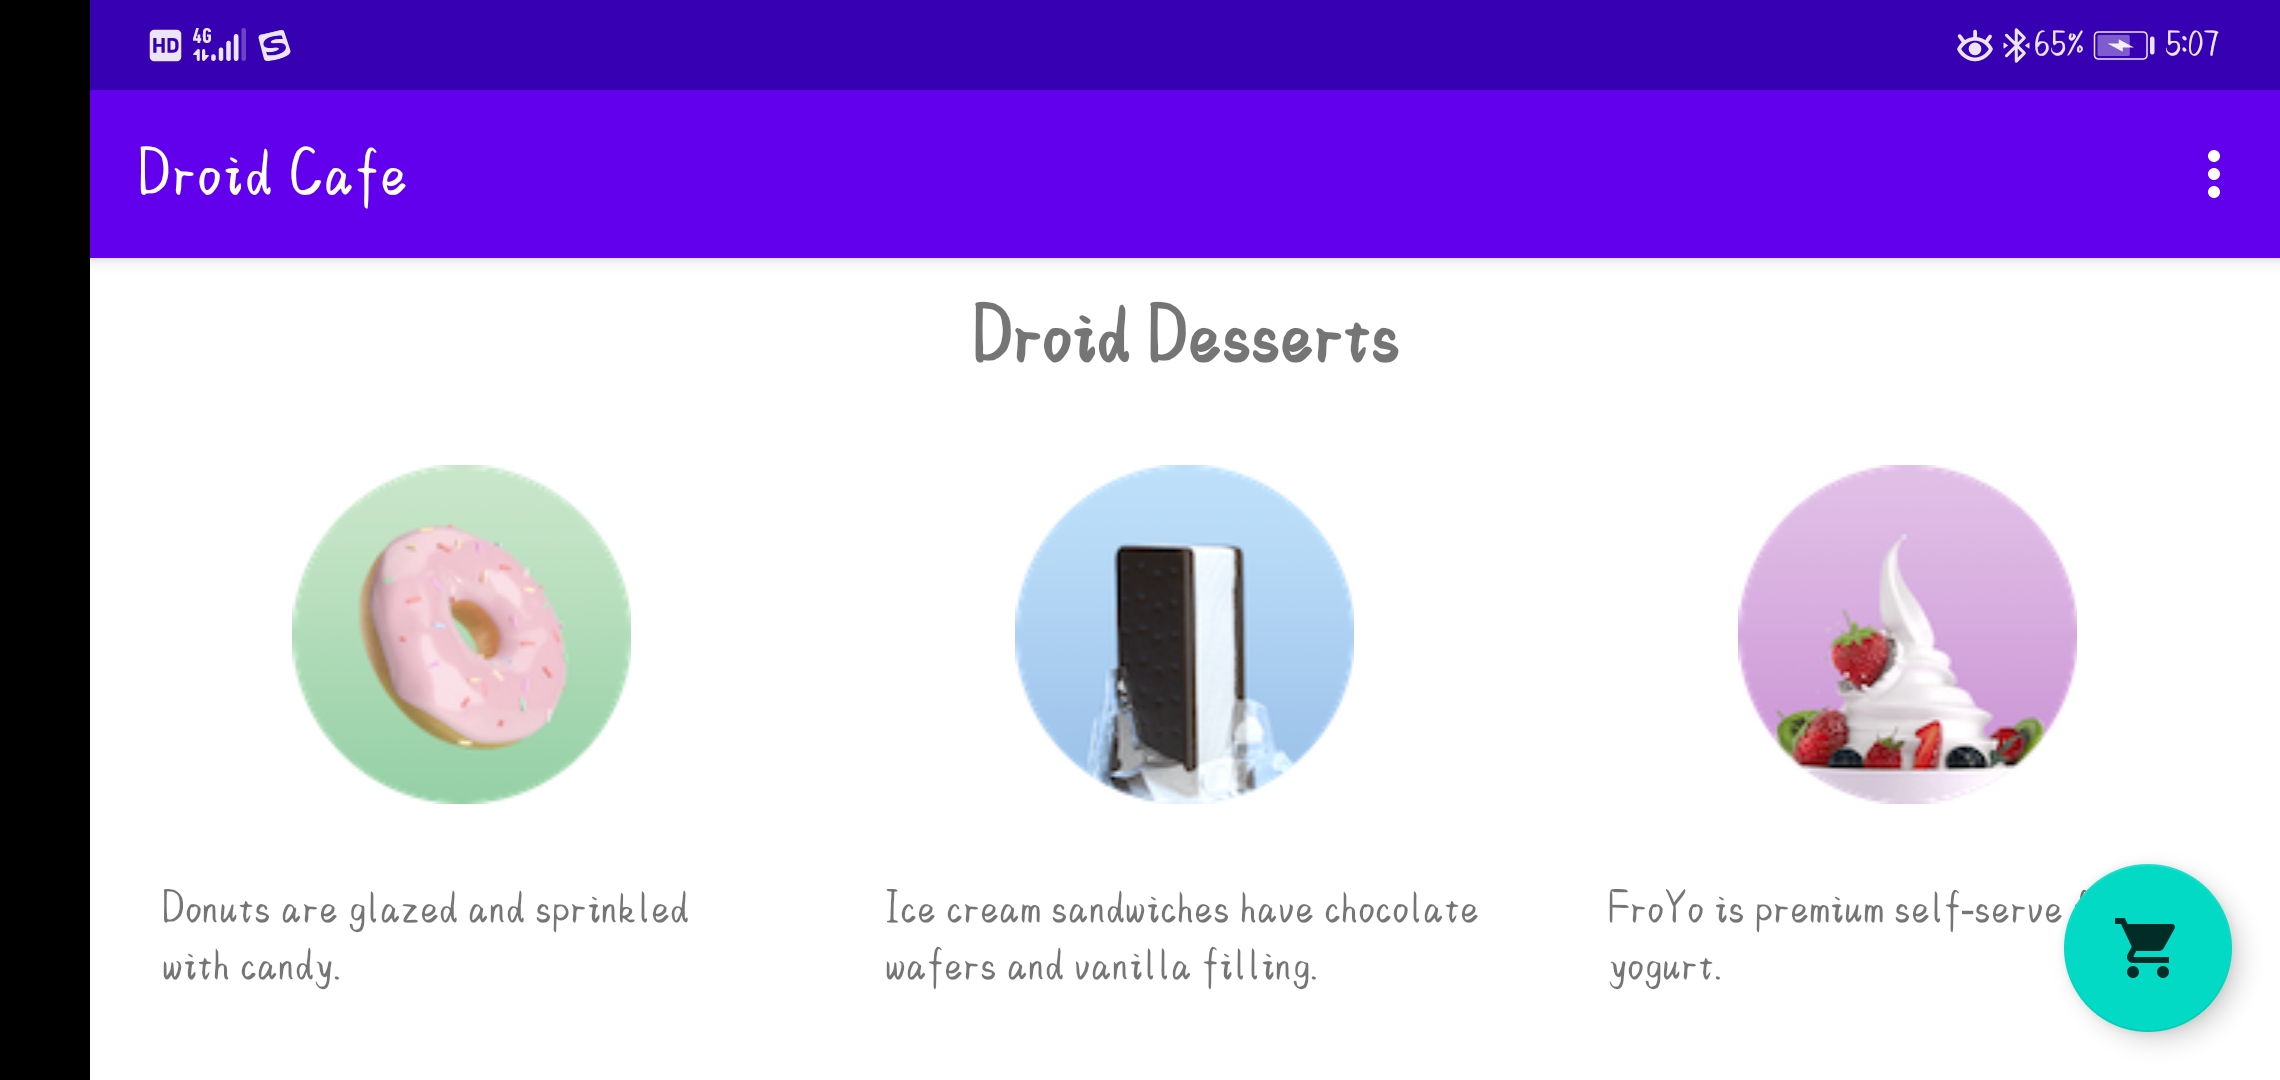 HD 4G 65% 5:07
Droid Cafe
Droid Desserts
Donuts are glazed and sprinkled
with candy.
Ice cream sandwiches have chocolate
wafers and vanilla filling.
FroYo is premium self-serve
yogurt.